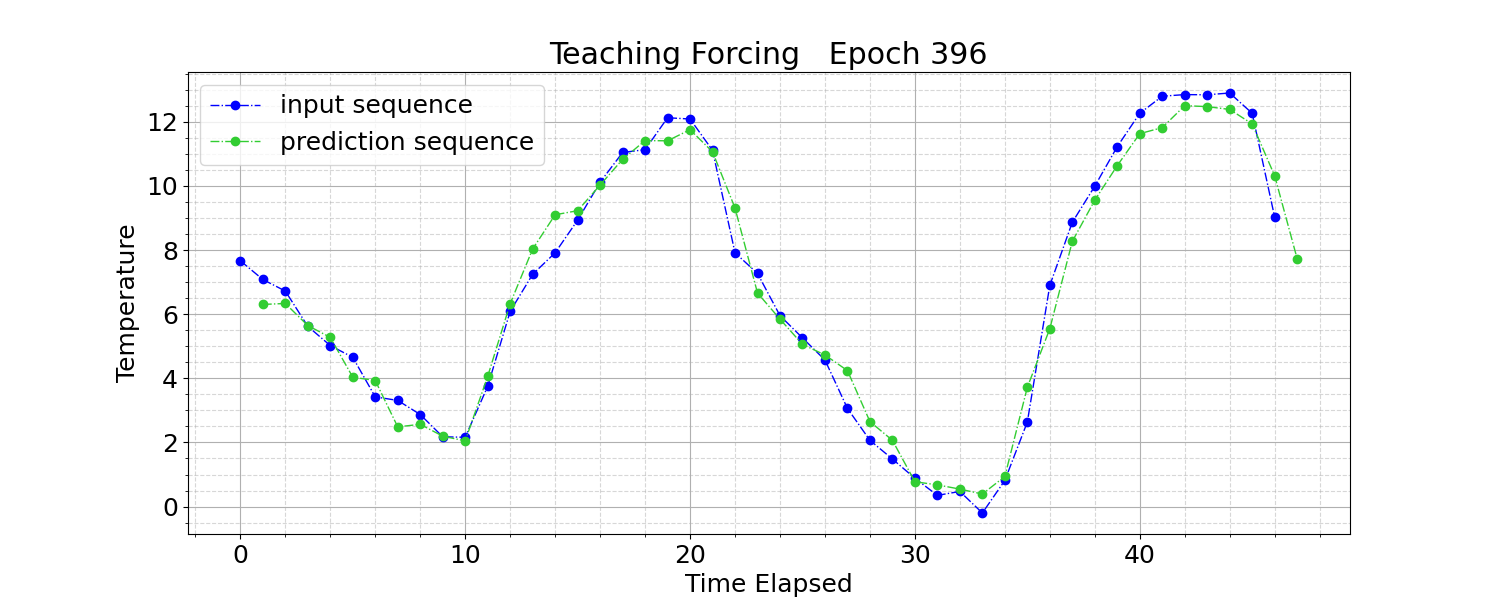 Teaching Forcing   Epoch 396
input sequence
prediction sequence
12
10
8
6
4
2
0
Temperature
0 10 20 30 40
Time Elapsed